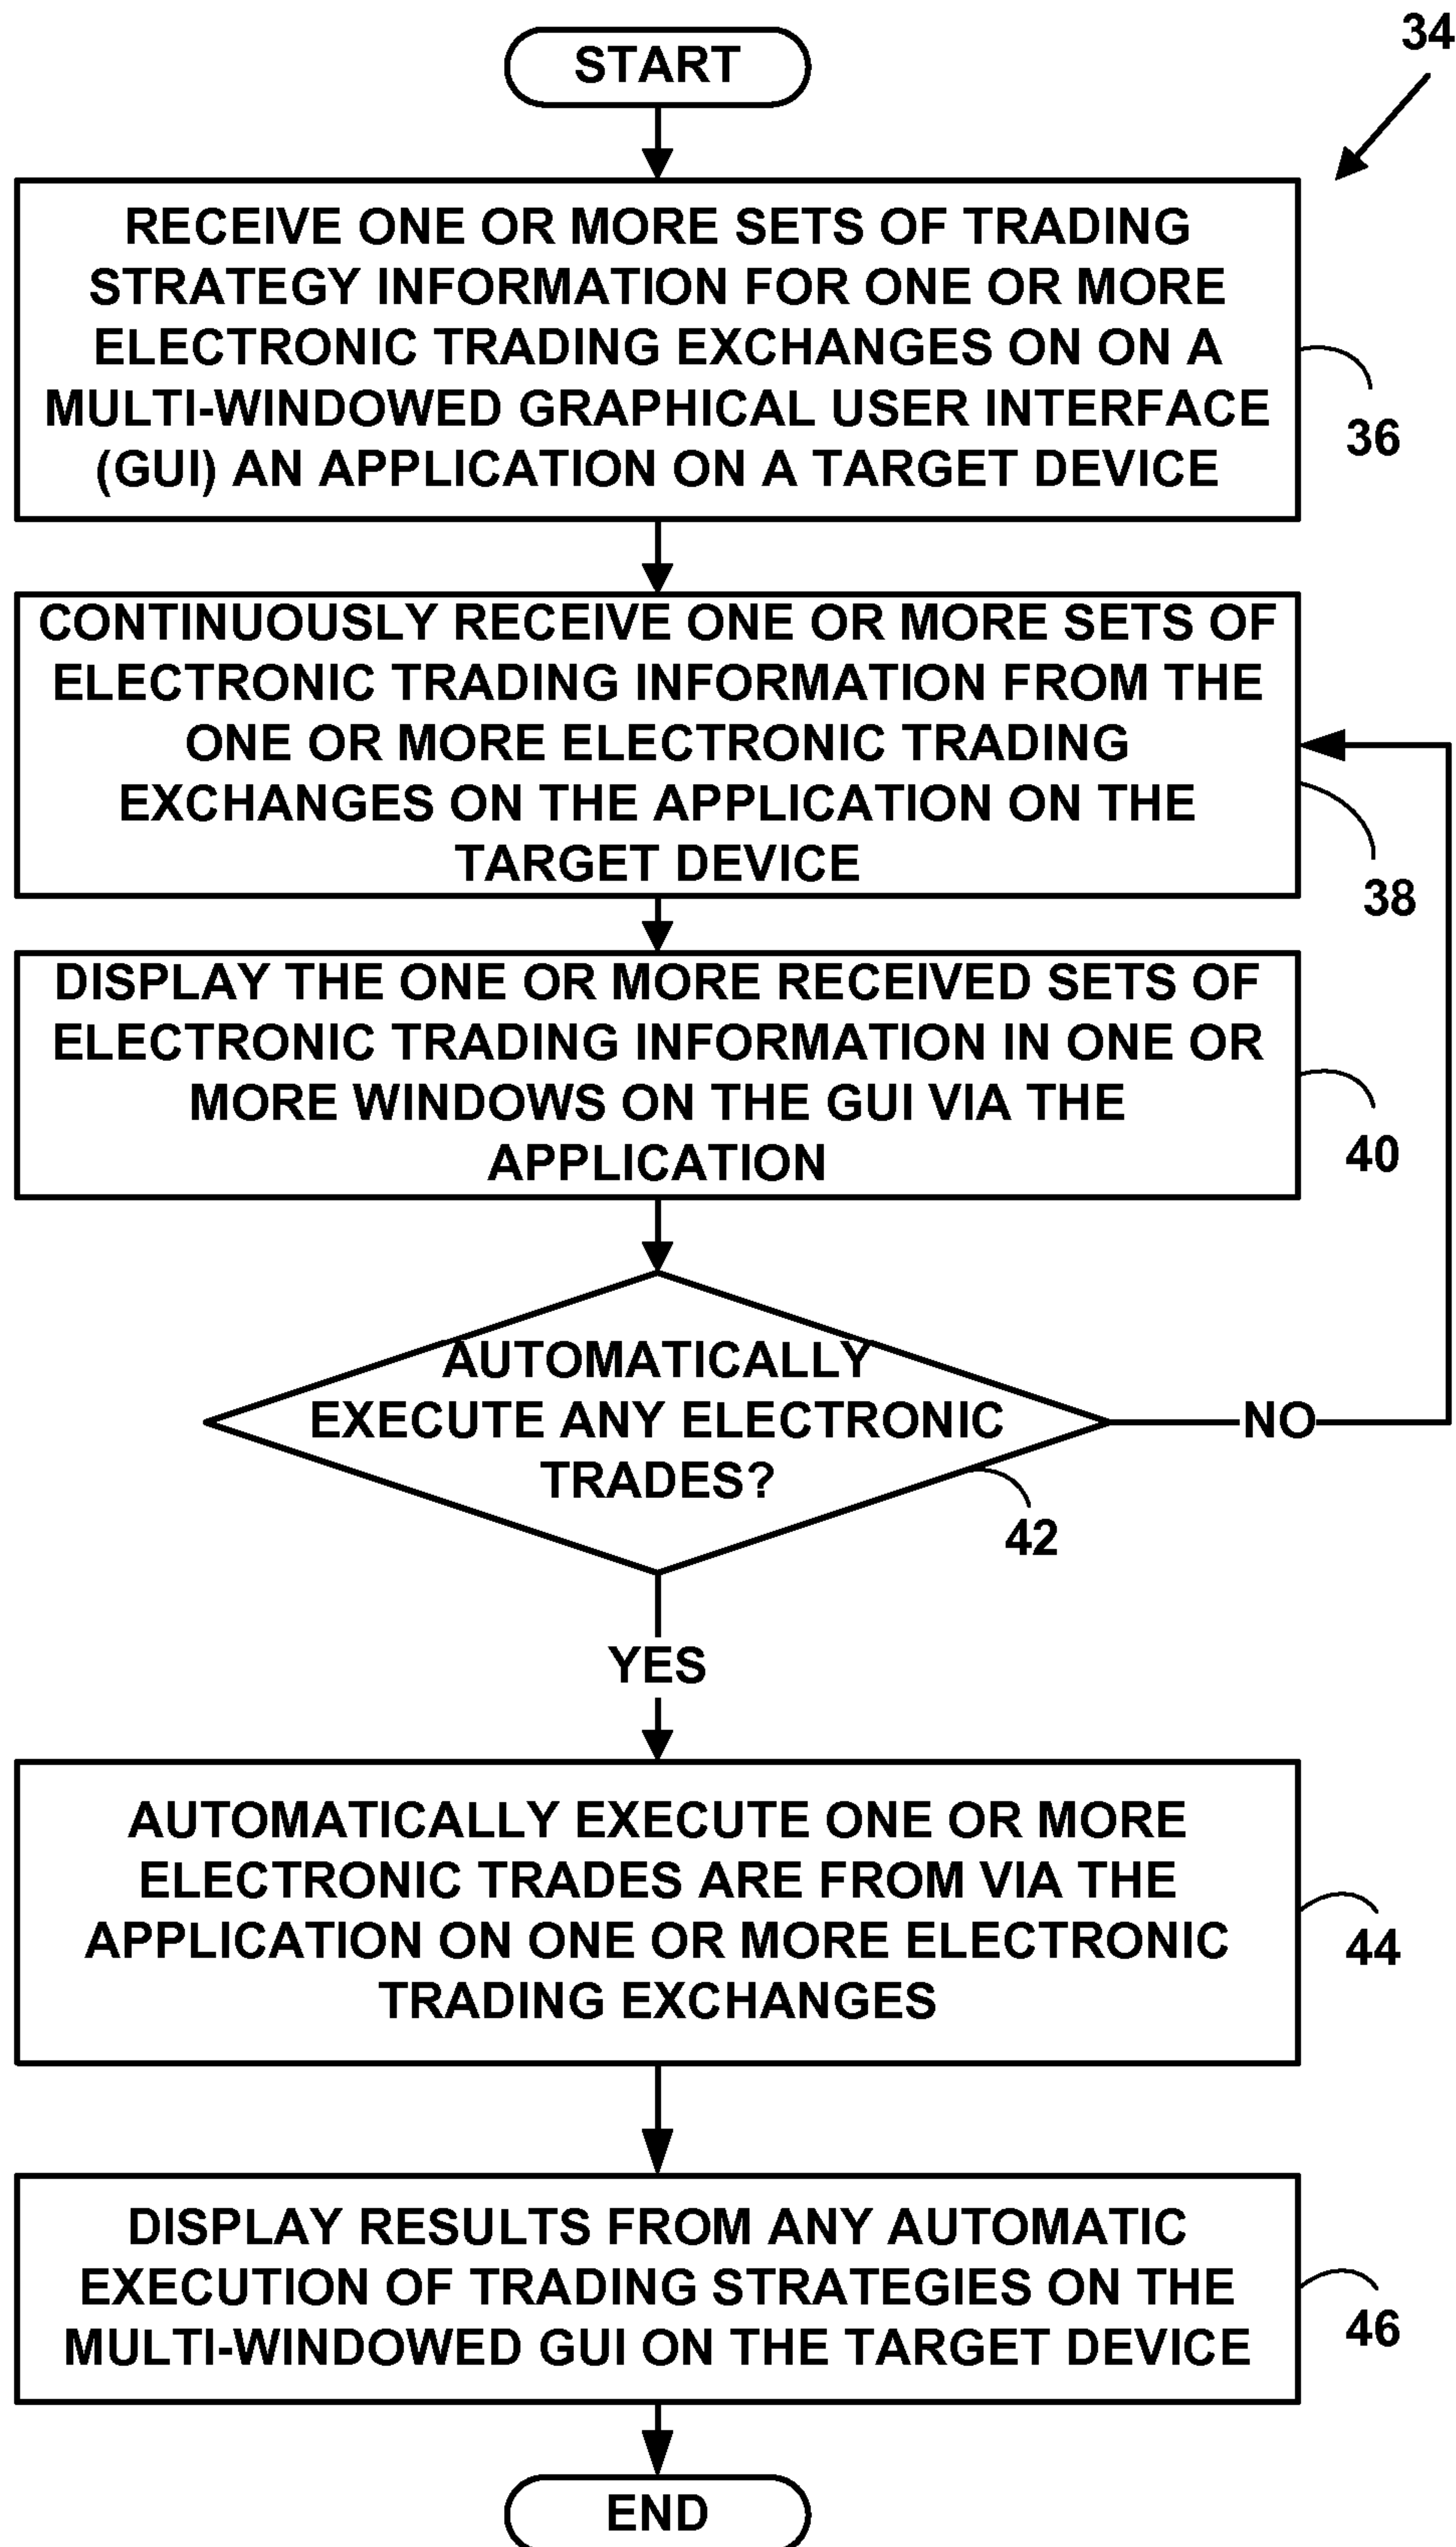 START
34
RECEIVE ONE OR MORE SETS OF TRADING
STRATEGY INFORMATION FOR ONE OR MORE
ELECTRONIC TRADING EXCHANGES ON ON A
MULTI-WINDOWED GRAPHICAL USER INTERFACE
(GUI) AN APPLICATION ON A TARGET DEVICE
36
CONTINUOUSLY RECEIVE ONE OR MORE SETS OF
ELECTRONIC TRADING INFORMATION FROM THE
ONE OR MORE ELECTRONIC TRADING
EXCHANGES ON THE APPLICATION ON THE
TARGET DEVICE
38
DISPLAY THE ONE OR MORE RECEIVED SETS OF
ELECTRONIC TRADING INFORMATION IN ONE OR
MORE WINDOWS ON THE GUI VIA THE
APPLICATION
40
AUTOMATICALLY
EXECUTE ANY ELECTRONIC
TRADES?
NO
42
YES
AUTOMATICALLY EXECUTE ONE OR MORE
ELECTRONIC TRADES ARE FROM VIA THE
APPLICATION ON ONE OR MORE ELECTRONIC
TRADING EXCHANGES
44
DISPLAY RESULTS FROM ANY AUTOMATIC
EXECUTION OF TRADING STRATEGIES ON THE
MULTI-WINDOWED GUI ON THE TARGET DEVICE
46
END